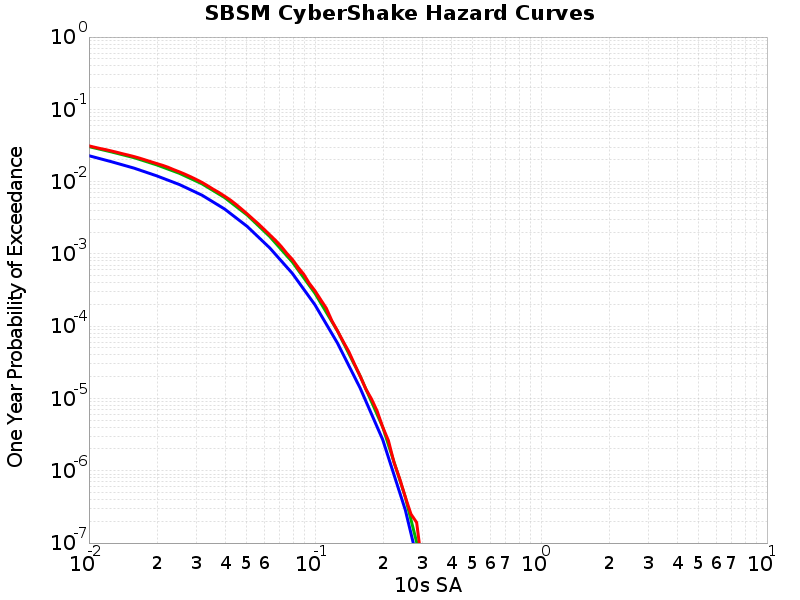 SBSM CyberShake Hazard Curves
One Year Probability of Exceedance
10^0
10^-1
10^-2
10^-3
10^-4
10^-5
10^-6
10^-7
10^-2 2 3 4 5 6 10^-1 2 3 4 5 6 7 10^0 2 3 4 5 6 7 10^1
10s SA